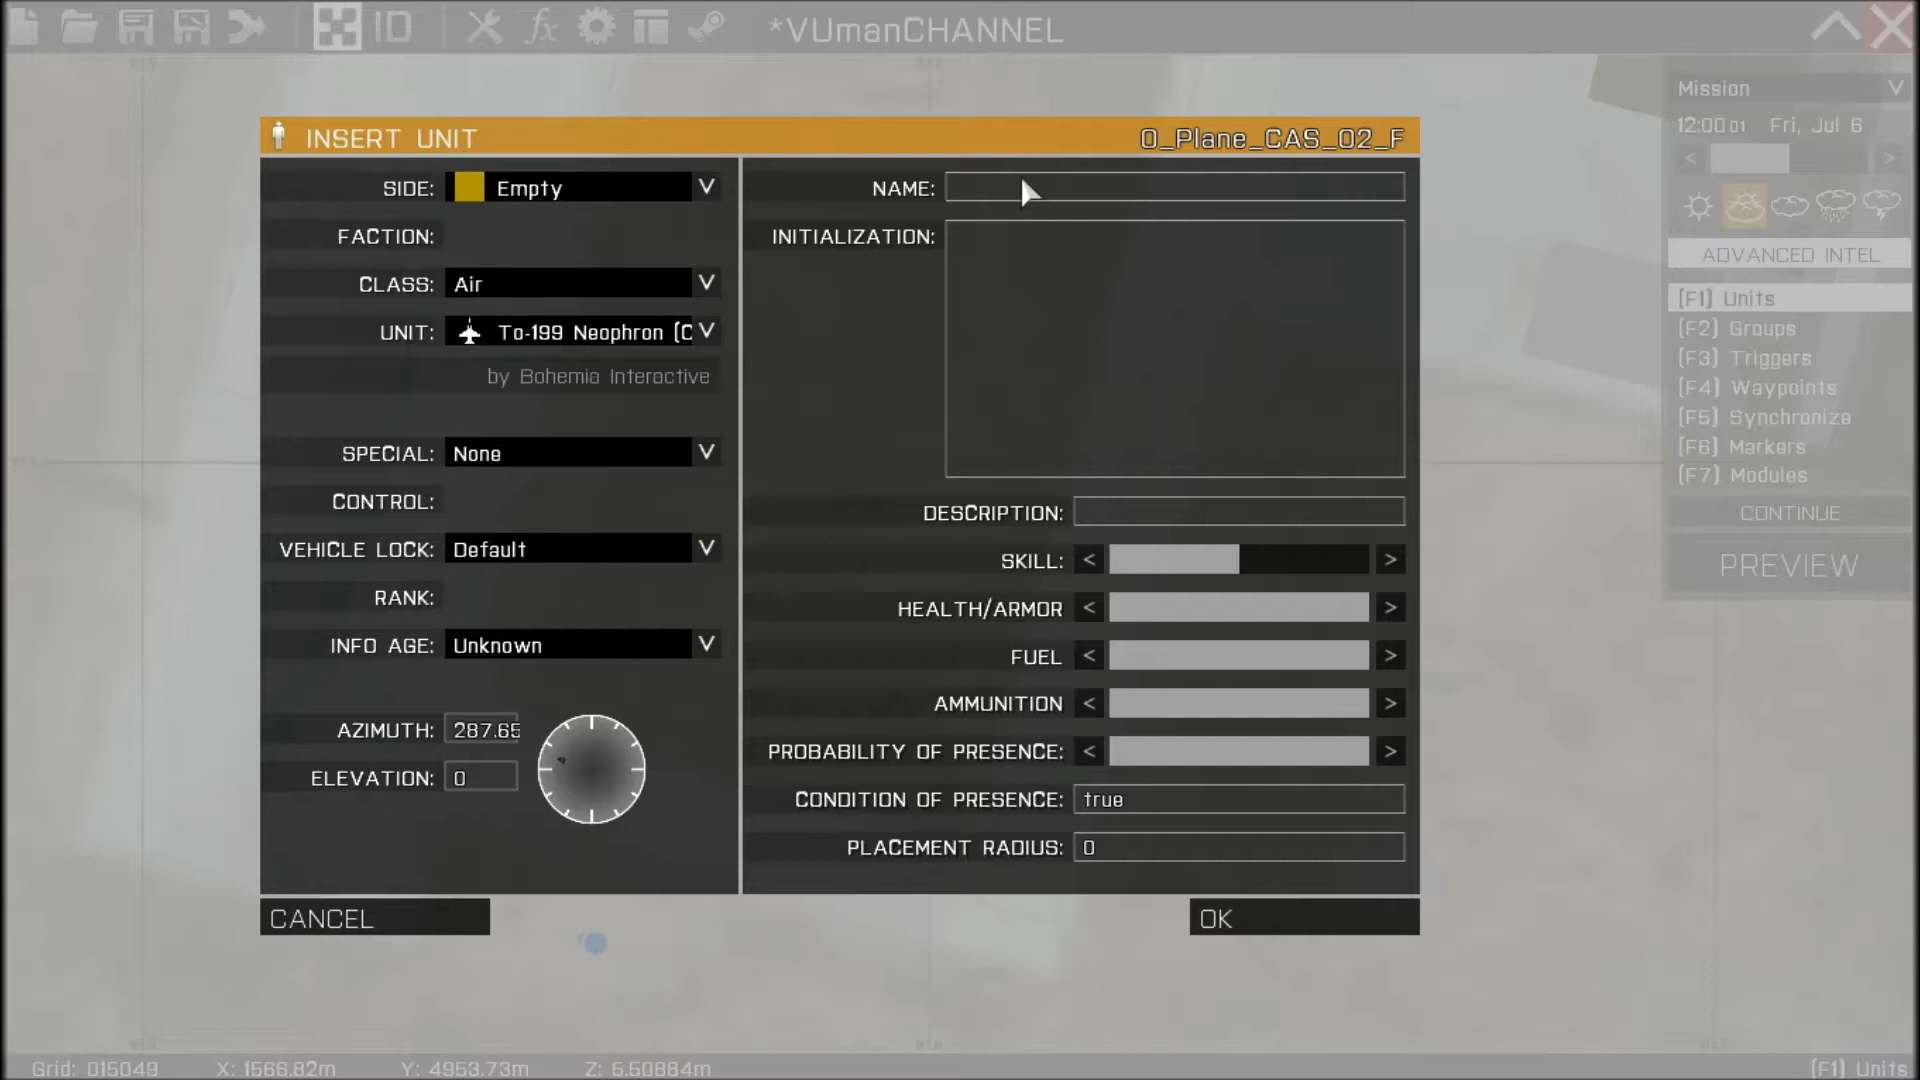 ID
fx
*VUmanCHANNEL
Mission
12:00:01 Fri, Jul 6
ADVANCED INTEL
(F1) Units
(F2) Groups
(F3) Triggers
(F4) Waypoints
(F5) Synchronize
(F6) Markers
(F7) Modules
CONTINUE
PREVIEW
INSERT UNIT
O_Plane_CAS_02_F
SIDE: Empty
FACTION:
CLASS: Air
UNIT: To-199 Neophron (C
by Bohemia Interactive
SPECIAL: None
CONTROL:
VEHICLE LOCK: Default
RANK:
INFO AGE: Unknown
AZIMUTH: 287.65
ELEVATION: 0
NAME:
INITIALIZATION:
DESCRIPTION:
SKILL: < >
HEALTH/ARMOR < >
FUEL < >
AMMUNITION < >
PROBABILITY OF PRESENCE: < >
CONDITION OF PRESENCE: true
PLACEMENT RADIUS: 0
CANCEL
OK
Grid: 015049 X: 1566.82m Y: 4953.73m Z: 5.50884m
(F1) Units